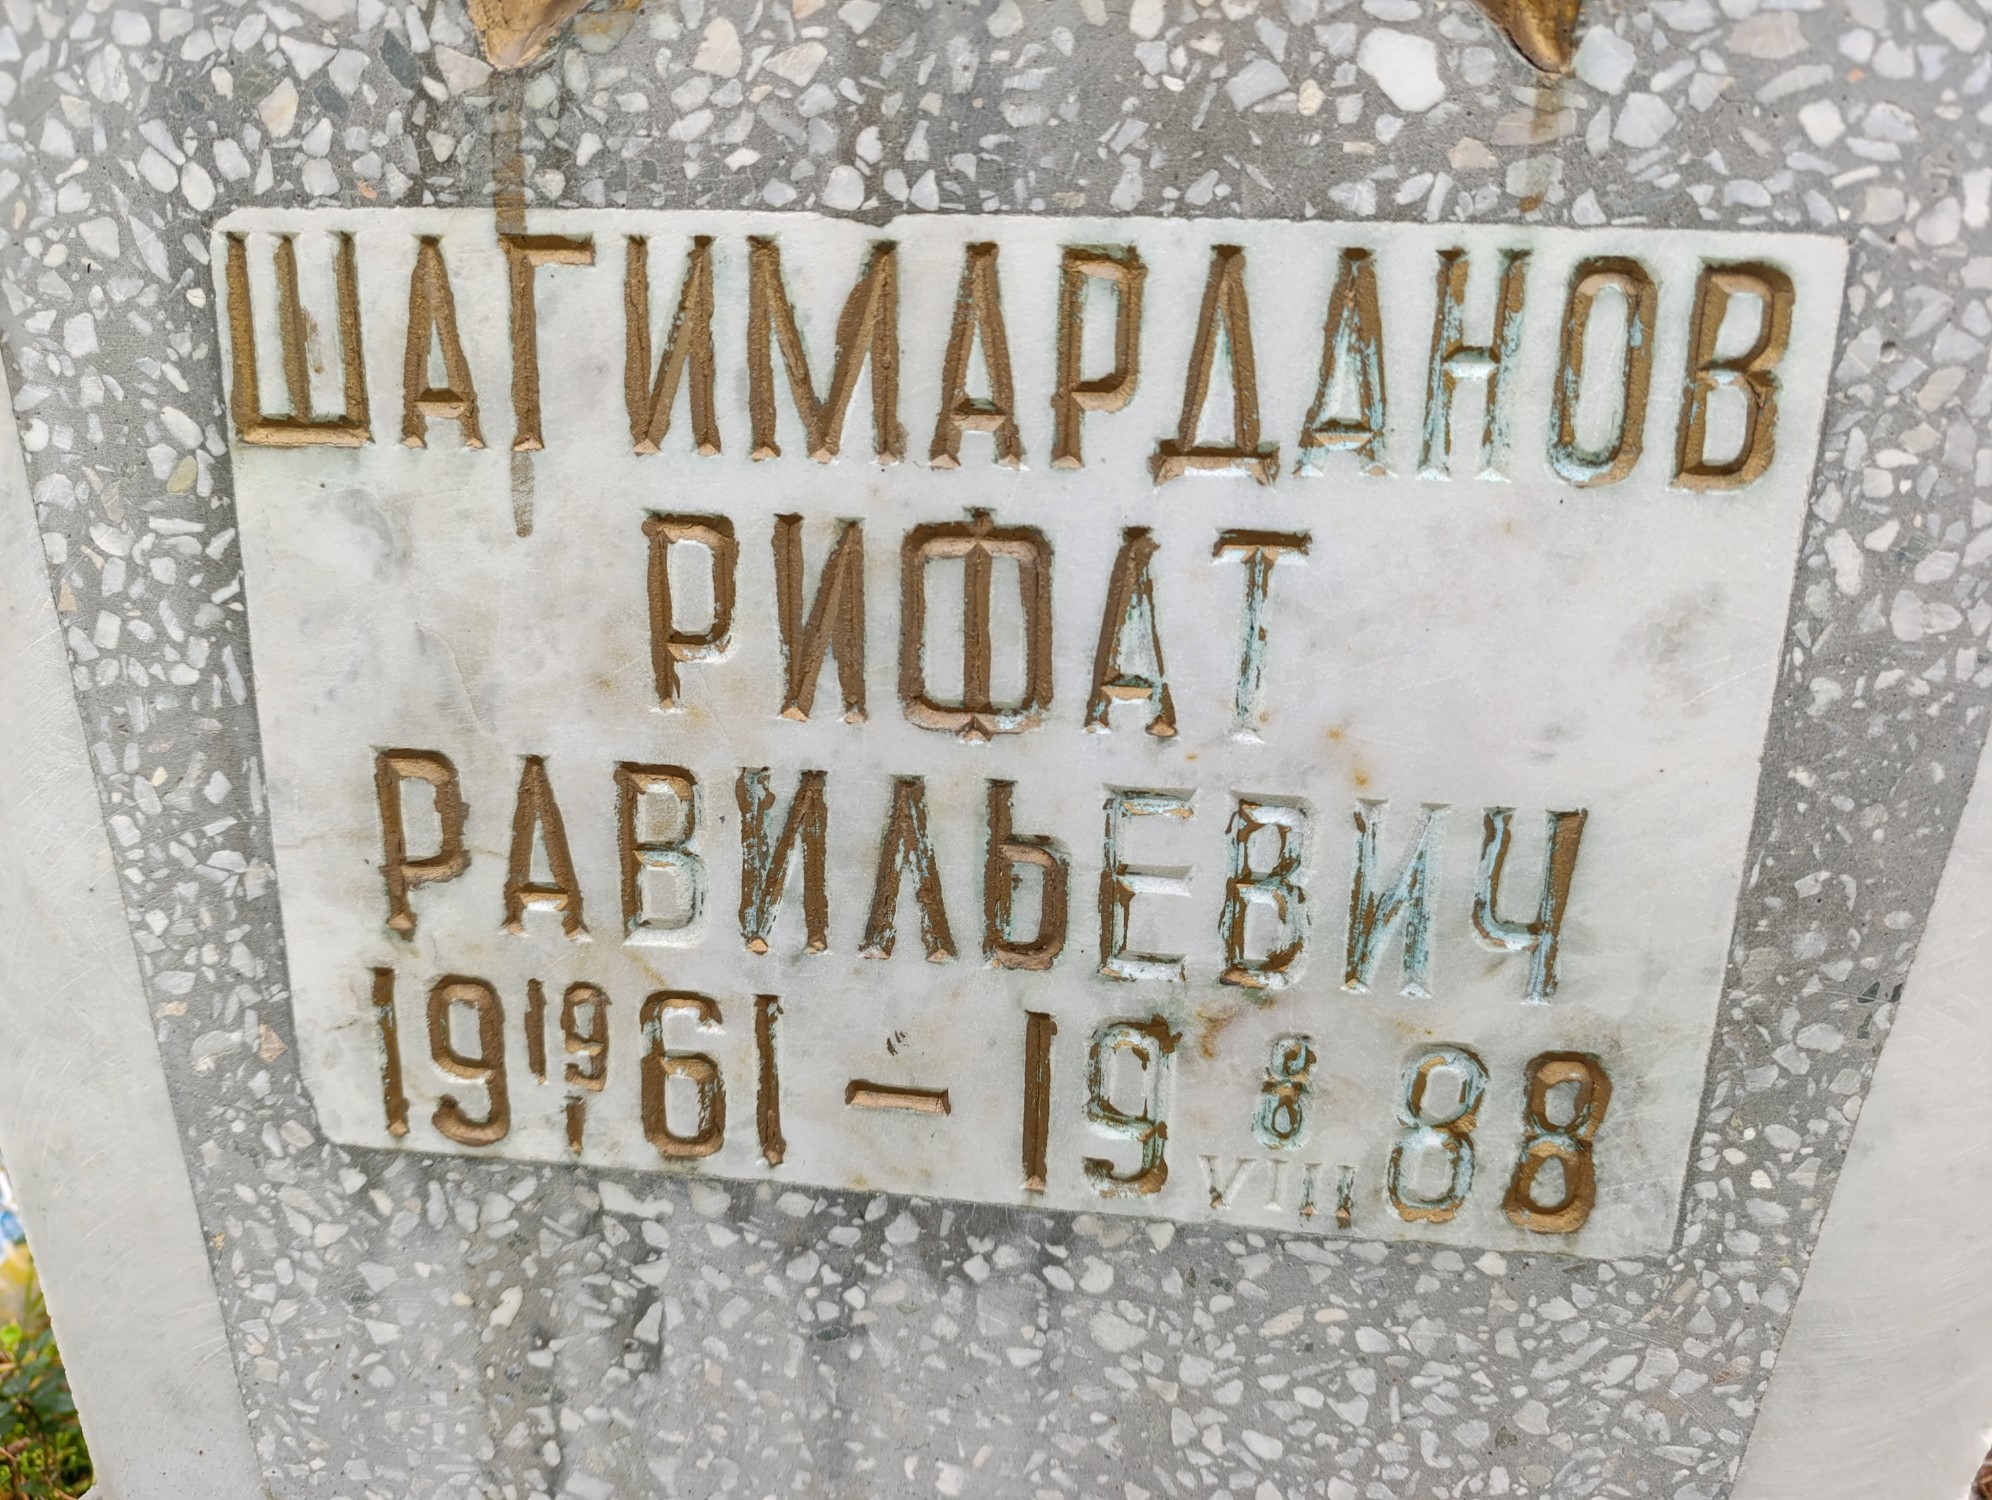 ШАГИМАРДАНОВ
РИФАТ
РАВИЛЬЕВИЧ
19 19/I 61 — 19 8/VIII 88